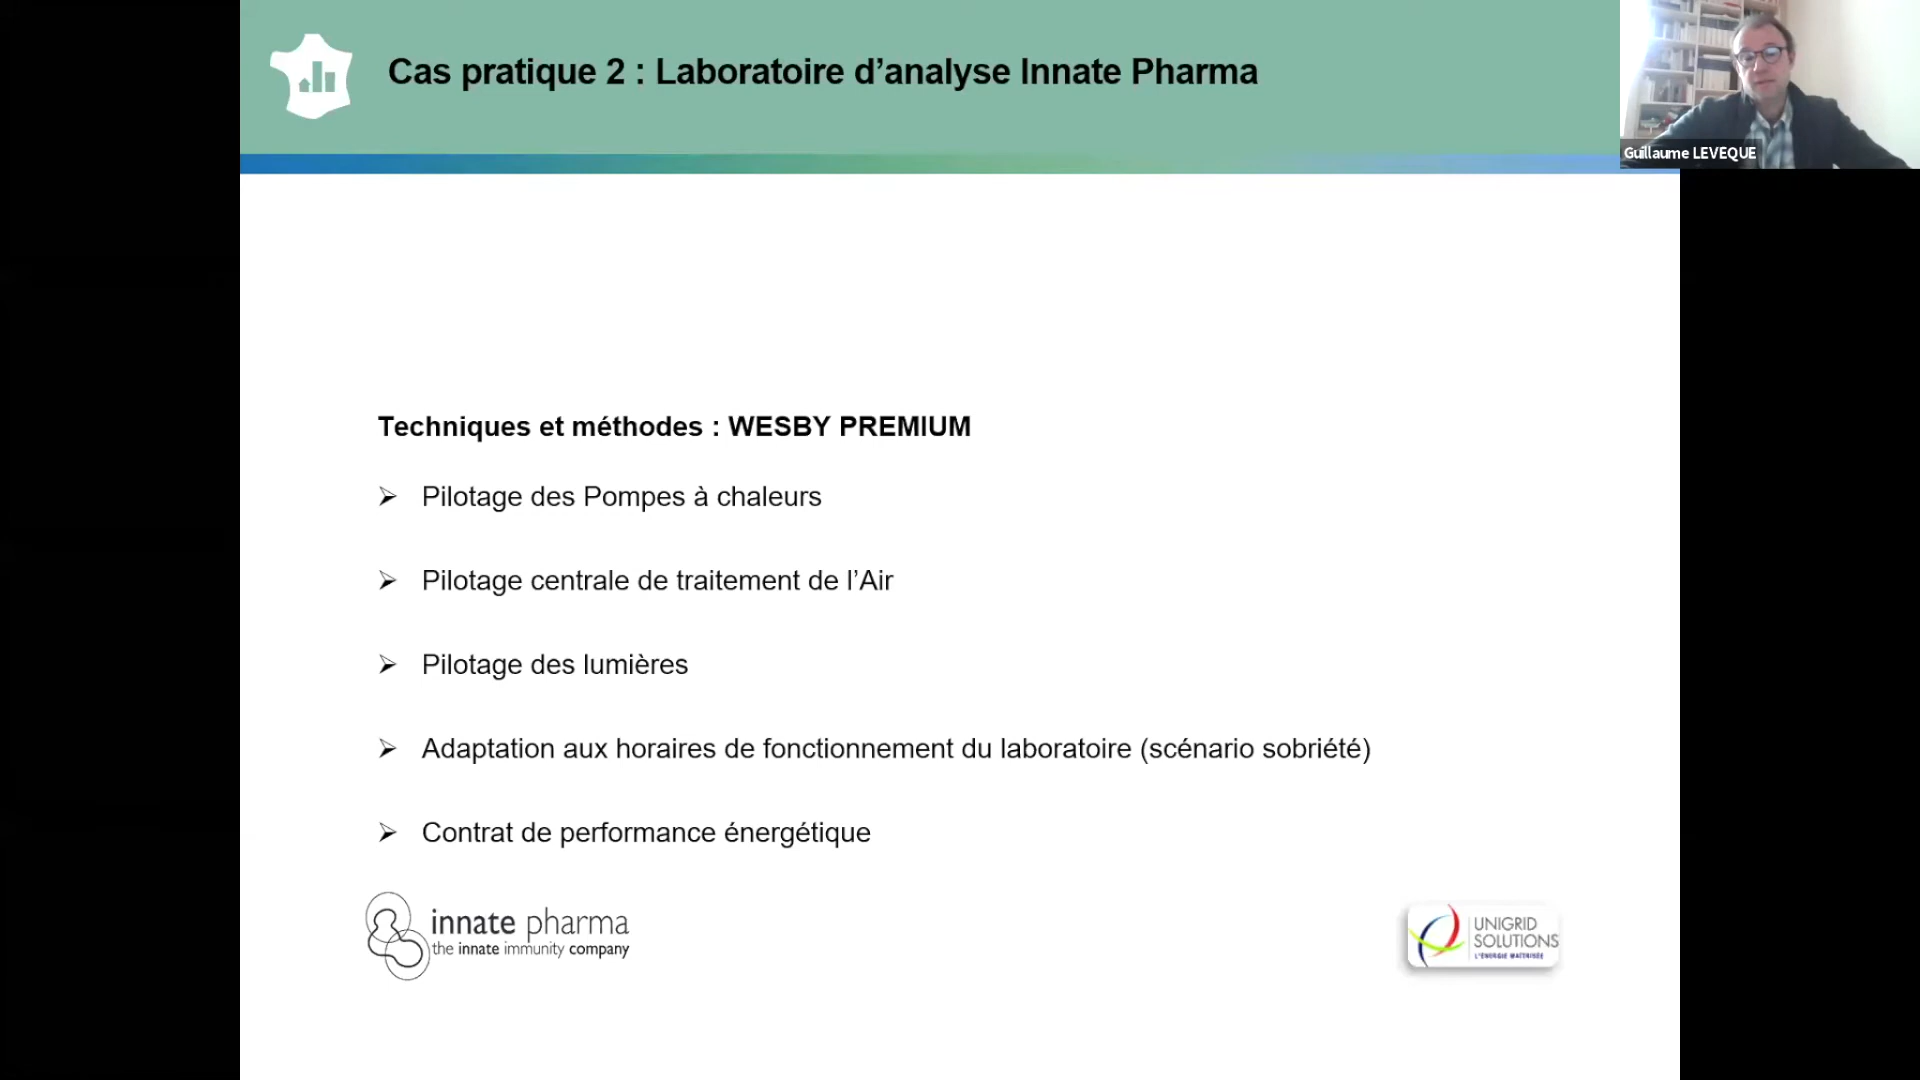 Cas pratique 2 : Laboratoire d’analyse Innate Pharma
Guillaume LEVEQUE
Techniques et méthodes : WESBY PREMIUM
➢ Pilotage des Pompes à chaleurs
➢ Pilotage centrale de traitement de l’Air
➢ Pilotage des lumières
➢ Adaptation aux horaires de fonctionnement du laboratoire (scénario sobriété)
➢ Contrat de performance énergétique
innate pharma
the innate immunity company
UNIGRID
SOLUTIONS
L'ÉNERGIE MAÎTRISÉE